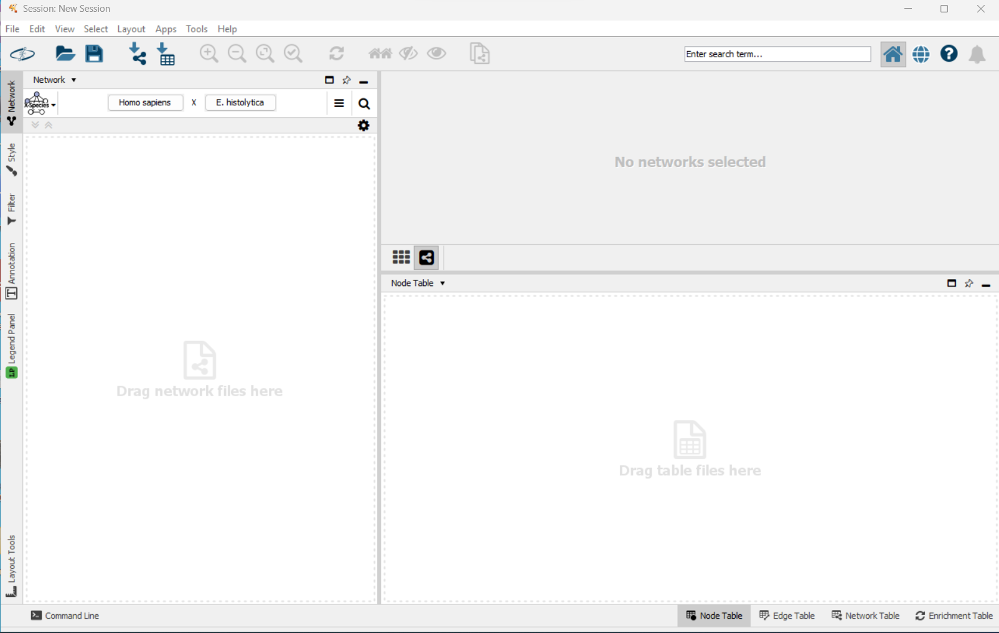 Session: New Session
File Edit View Select Layout Apps Tools Help
Enter search term...
Network
X-Species Homo sapiens X E. histolytica
Network
Style
Filter
Annotation
T
Legend Panel
LP
Layout Tools
Drag network files here
No networks selected
Node Table
Drag table files here
Command Line
Node Table Edge Table Network Table Enrichment Table